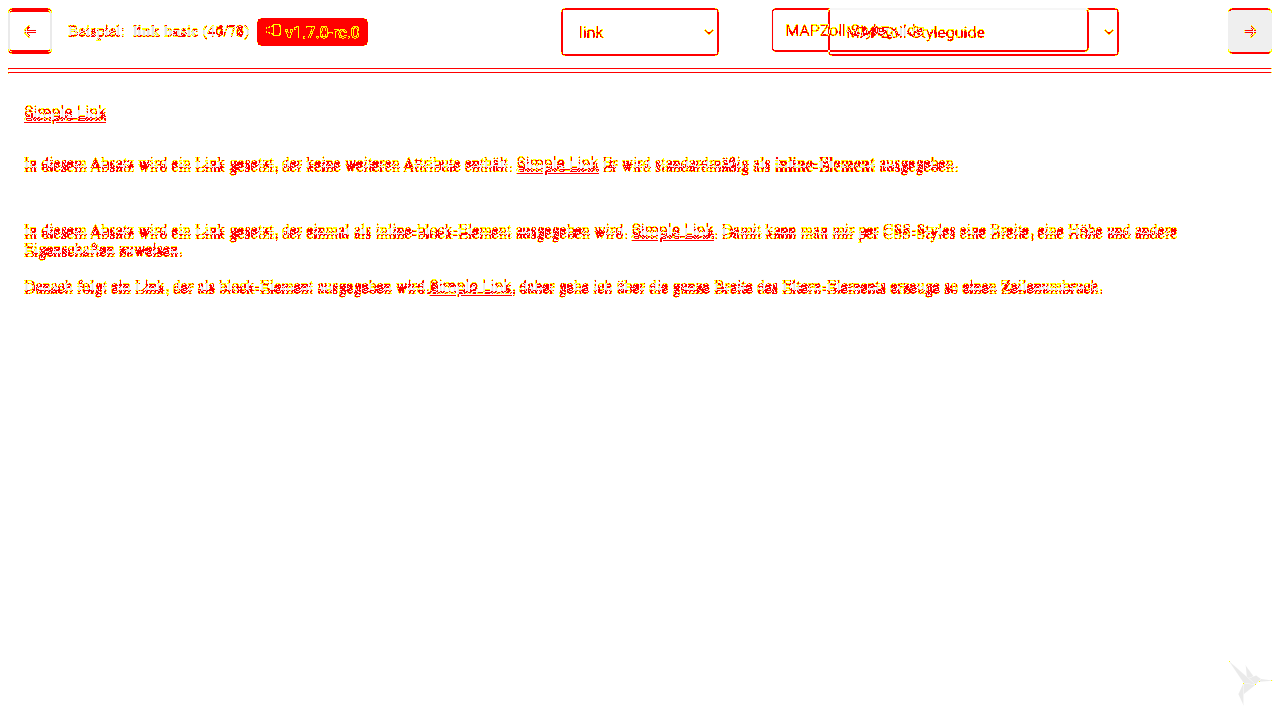 ← Beispiel: link basic (40/78) v1.7.0-rc.0 link MAPZoll-Styleguide →
Simple Link
In diesem Absatz wird ein Link gesetzt, der keine weiteren Attribute enthält. Simple Link Er wird standardmäßig als inline-Element ausgegeben.
In diesem Absatz wird ein Link gesetzt, der einmal als inline-block-Element ausgegeben wird. Simple Link. Damit kann man mir per CSS-Styles eine Breite, eine Höhe und andere
Eigenschaften zuweisen.
Danach folgt ein Link, der als block-Element ausgegeben wird.Simple Link, daher gehe ich über die ganze Breite des Eltern-Elements erzeuge so einen Zeilenumbruch.